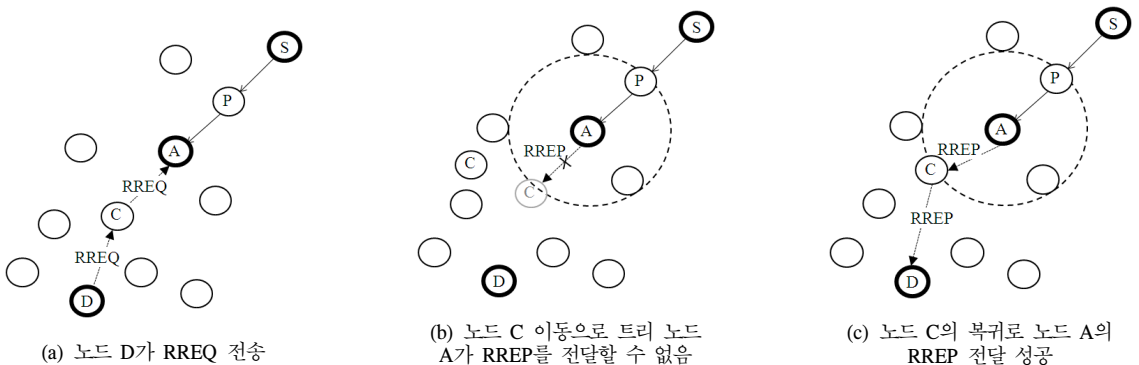 S
P
A
RREQ
C
RREQ
D
(a) 노드 D가 RREQ 전송
S
P
A
RREP
C
C
D
(b) 노드 C 이동으로 트리 노드
A가 RREP를 전달할 수 없음
S
P
A
RREP
C
RREP
D
(c) 노드 C의 복귀로 노드 A의
RREP 전달 성공